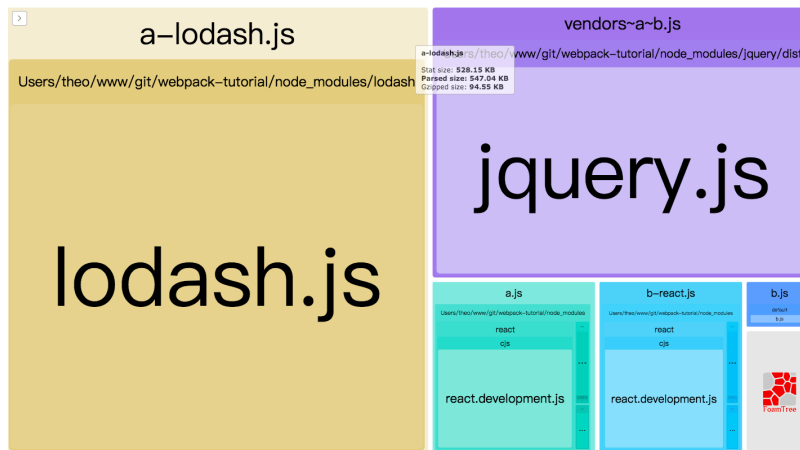 a-lodash.js
Users/theo/www/git/webpack-tutorial/node_modules/lodash
lodash.js
a-lodash.js
Stat size: 528.15 KB
Parsed size: 547.04 KB
Gzipped size: 94.55 KB
vendors~a~b.js
/www/git/webpack-tutorial/node_modules/jquery/dist
jquery.js
a.js
Users/theo/www/git/webpack-tutorial/node_modules
react
cjs
react.development.js
b-react.js
Users/theo/www/git/webpack-tutorial/node_modules
react
cjs
react.development.js
b.js
default
b.js
FoamTree